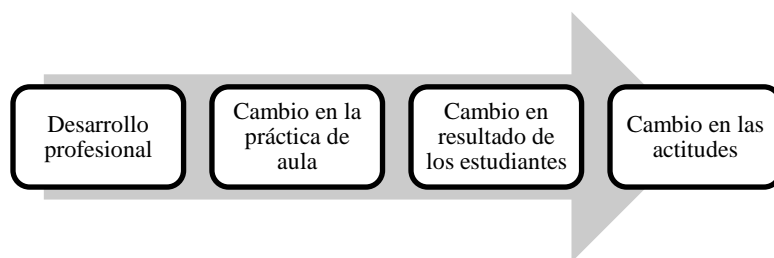 Desarrollo
profesional
Cambio en la
práctica de
aula
Cambio en
resultado de
los estudiantes
Cambio en las
actitudes